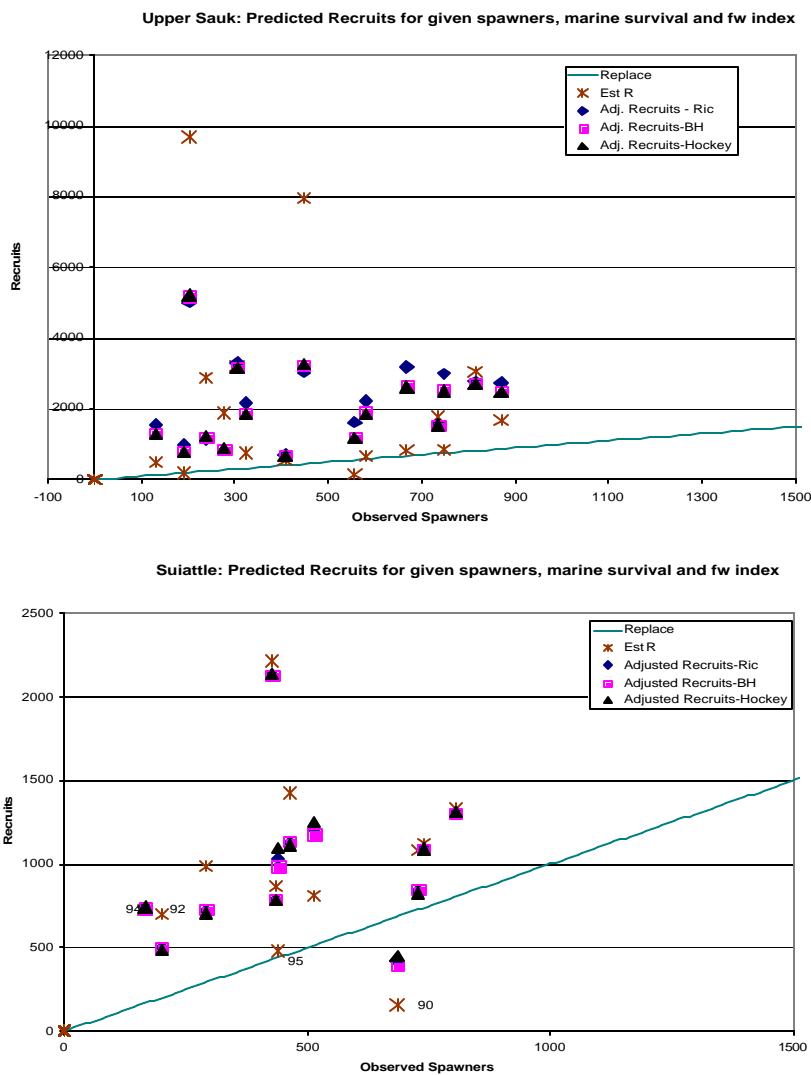 Upper Sauk: Predicted Recruits for given spawners, marine survival and fw index
12000
10000
8000
6000
4000
2000
0
Recruits
Replace
Est R
Adj. Recruits - Ric
Adj. Recruits-BH
Adj. Recruits-Hockey
-100 100 300 500 700 900 1100 1300 1500
Observed Spawners
Suiattle: Predicted Recruits for given spawners, marine survival and fw index
2500
2000
1500
1000
500
0
Recruits
Replace
Est R
Adjusted Recruits-Ric
Adjusted Recruits-BH
Adjusted Recruits-Hockey
94 92
95
90
0 500 1000 1500
Observed Spawners